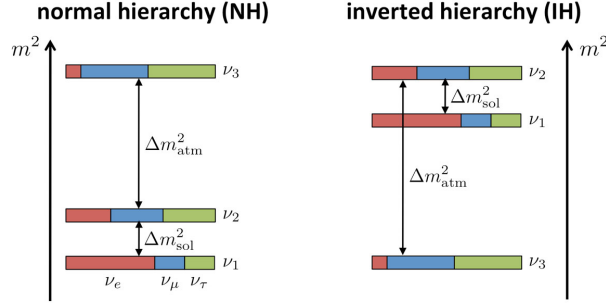 normal hierarchy (NH)
m²
ν₃
Δm²atm
ν₂
Δm²sol
ν₁
νe νμ ντ
inverted hierarchy (IH)
m²
ν₂
Δm²sol
ν₁
Δm²atm
ν₃